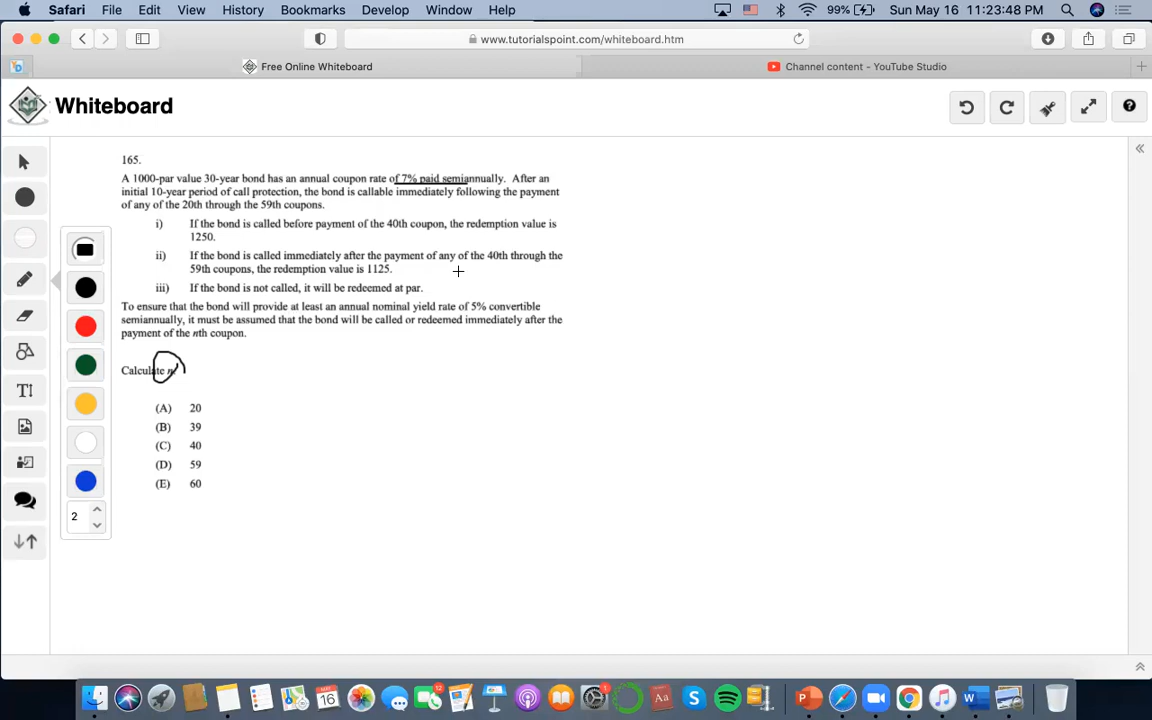 Safari File Edit View History Bookmarks Develop Window Help 99% Sun May 16 11:23:48 PM
www.tutorialspoint.com/whiteboard.htm
Free Online Whiteboard Channel content - YouTube Studio
Whiteboard
165.
A 1000-par value 30-year bond has an annual coupon rate of 7% paid semiannually. After an
initial 10-year period of call protection, the bond is callable immediately following the payment
of any of the 20th through the 59th coupons.
i) If the bond is called before payment of the 40th coupon, the redemption value is
1250.
ii) If the bond is called immediately after the payment of any of the 40th through the
59th coupons, the redemption value is 1125.
iii) If the bond is not called, it will be redeemed at par.
To ensure that the bond will provide at least an annual nominal yield rate of 5% convertible
semiannually, it must be assumed that the bond will be called or redeemed immediately after the
payment of the nth coupon.
Calculate n.
(A) 20
(B) 39
(C) 40
(D) 59
(E) 60
2